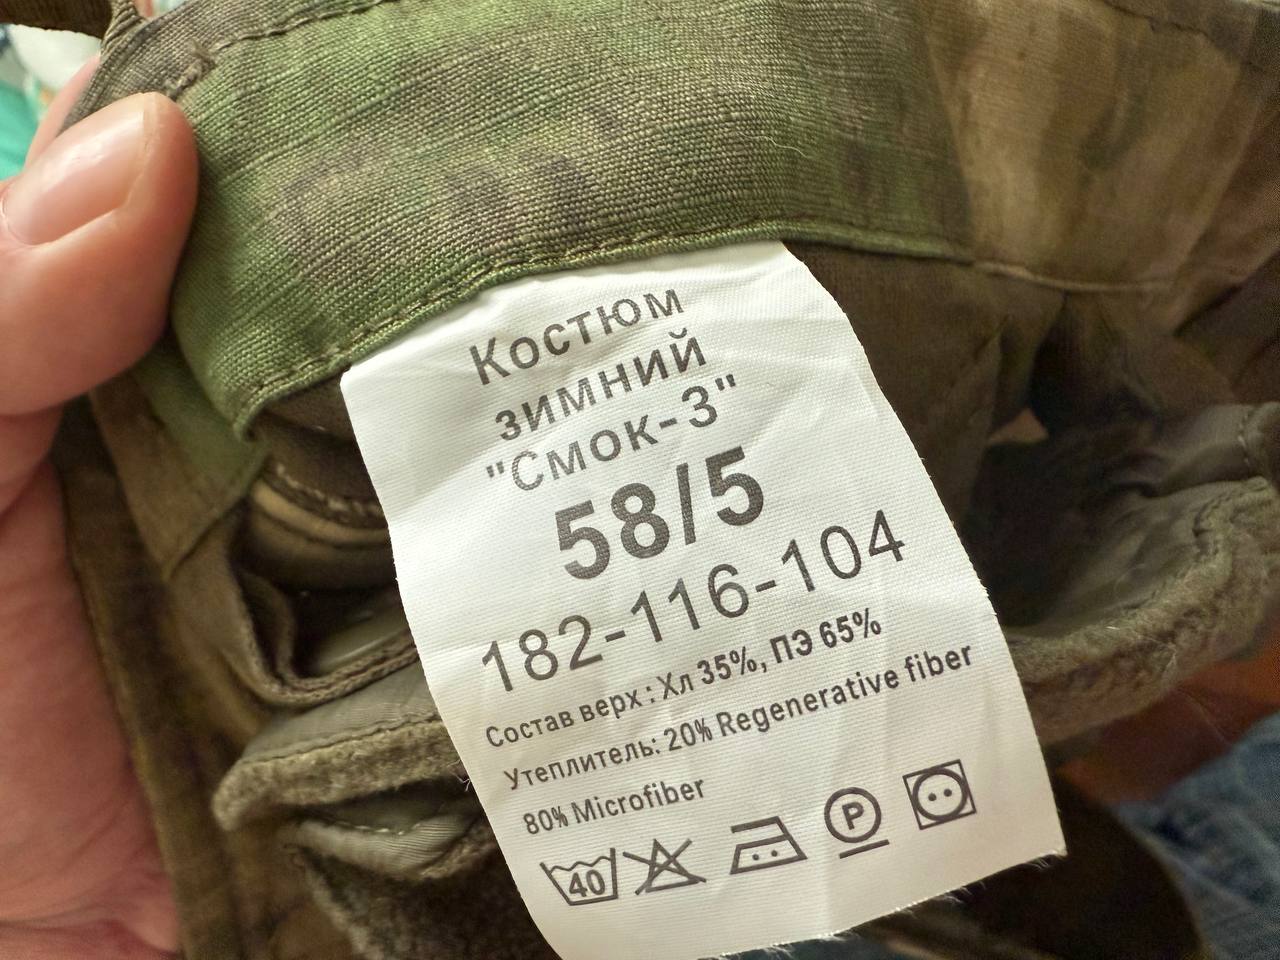 Костюм
зимний
"Смок-3"
58/5
182-116-104
Состав верх : Хл 35%, ПЭ 65%
Утеплитель: 20% Regenerative fiber
80% Microfiber
40 P